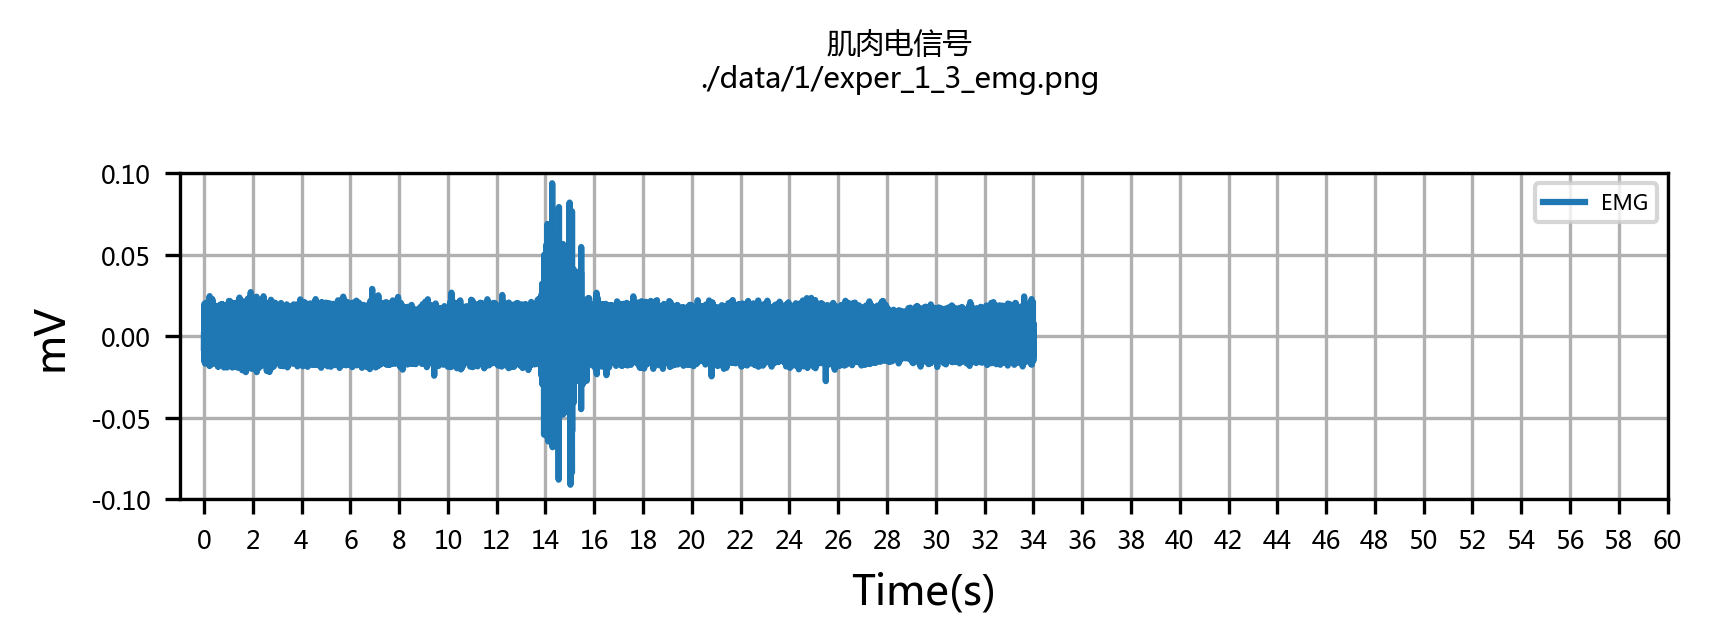 肌肉电信号
./data/1/exper_1_3_emg.png
0.10
0.05
0.00
-0.05
-0.10
mV
EMG
0 2 4 6 8 10 12 14 16 18 20 22 24 26 28 30 32 34 36 38 40 42 44 46 48 50 52 54 56 58 60
Time(s)